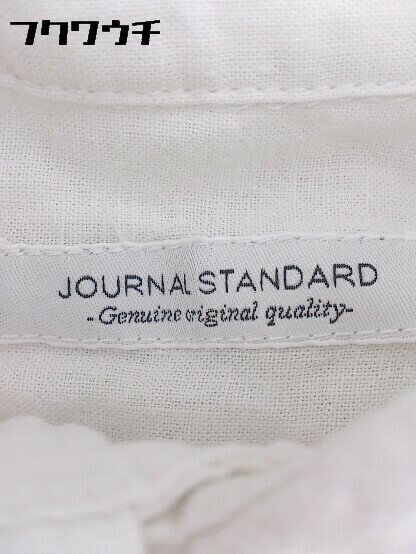 フクワウチ
JOURNAL STANDARD
- Genuine original quality-